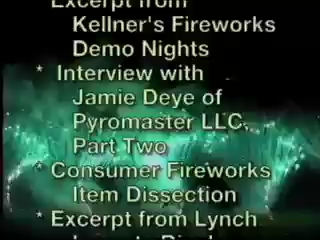 Excerpt from
Kellner's Fireworks
Demo Nights
* Interview with
Jamie Deye of
Pyromaster LLC.
Part Two
* Consumer Fireworks
Item Dissection
* Excerpt from Lynch